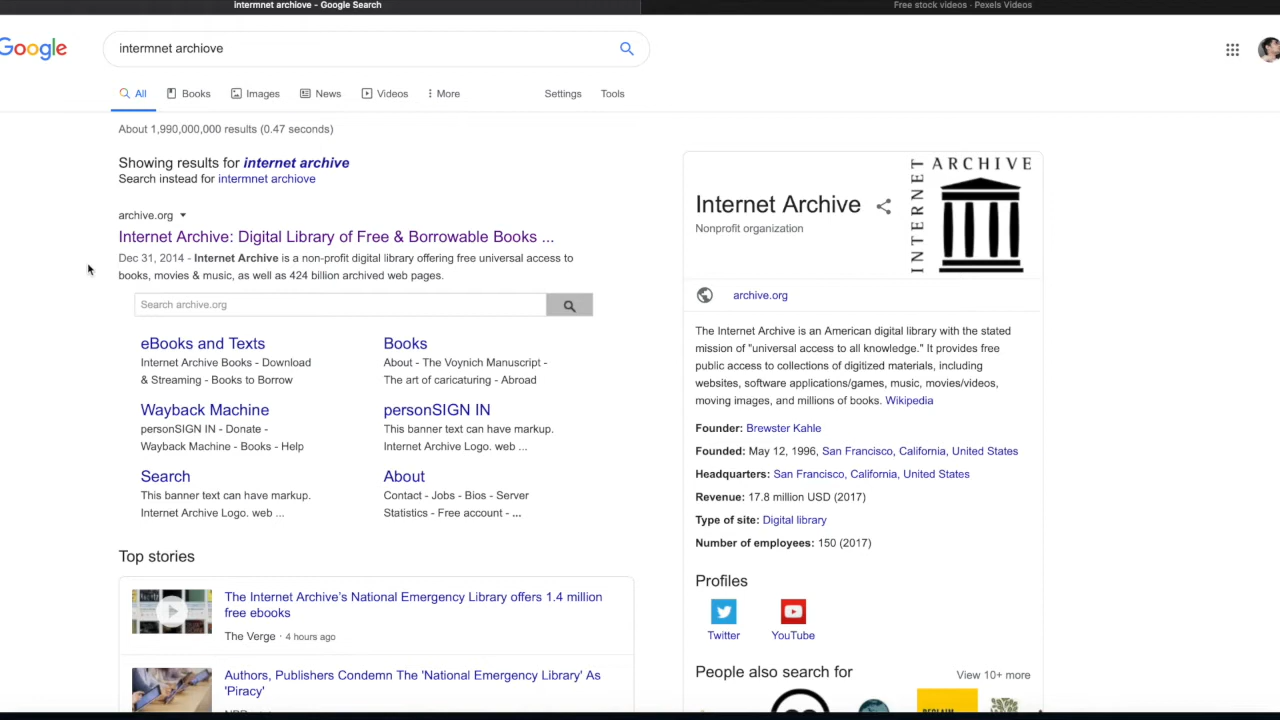 intermnet archiove - Google Search
Free stock videos · Pexels Videos
Google
intermnet archiove
All
Books
Images
News
Videos
More
Settings
Tools
About 1,990,000,000 results (0.47 seconds)
Showing results for internet archive
Search instead for intermnet archiove
archive.org
Internet Archive: Digital Library of Free & Borrowable Books ...
Dec 31, 2014 - Internet Archive is a non-profit digital library offering free universal access to
books, movies & music, as well as 424 billion archived web pages.
Search archive.org
eBooks and Texts
Internet Archive Books - Download
& Streaming - Books to Borrow
Books
About - The Voynich Manuscript -
The art of caricaturing - Abroad
Wayback Machine
personSIGN IN - Donate -
Wayback Machine - Books - Help
personSIGN IN
This banner text can have markup.
Internet Archive Logo. web ...
Search
This banner text can have markup.
Internet Archive Logo. web ...
About
Contact - Jobs - Bios - Server
Statistics - Free account - ...
Top stories
The Internet Archive's National Emergency Library offers 1.4 million
free ebooks
The Verge · 4 hours ago
Authors, Publishers Condemn The 'National Emergency Library' As
'Piracy'
Internet Archive
Nonprofit organization
INTERNET
ARCHIVE
archive.org
The Internet Archive is an American digital library with the stated
mission of "universal access to all knowledge." It provides free
public access to collections of digitized materials, including
websites, software applications/games, music, movies/videos,
moving images, and millions of books. Wikipedia
Founder: Brewster Kahle
Founded: May 12, 1996, San Francisco, California, United States
Headquarters: San Francisco, California, United States
Revenue: 17.8 million USD (2017)
Type of site: Digital library
Number of employees: 150 (2017)
Profiles
Twitter
YouTube
People also search for
View 10+ more